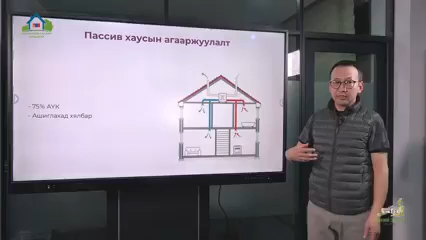 Пассив хаусын агааржуулалт
- 75% АҮК
- Ашиглахад хялбар